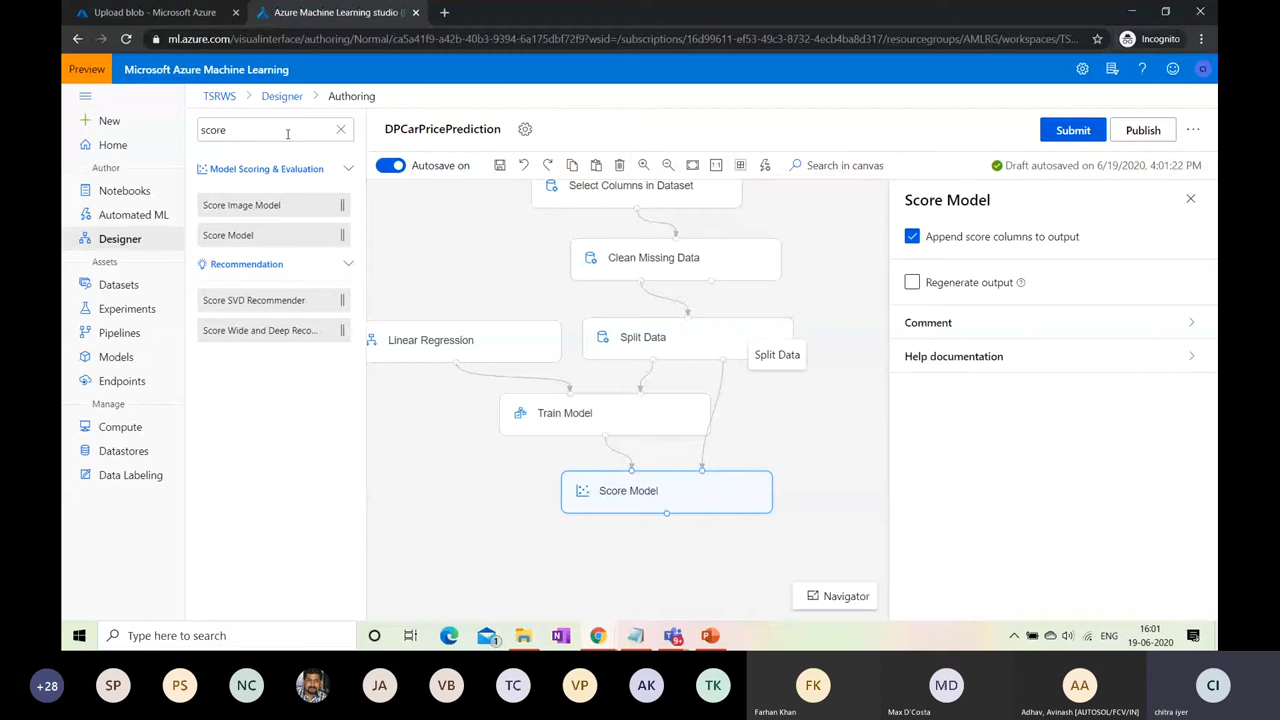 Upload blob - Microsoft Azure
Azure Machine Learning studio (
Incognito
ml.azure.com/visualinterface/authoring/Normal/ca5a41f9-a42b-40b3-9394-6a175dbf72f9?wsid=/subscriptions/16d99611-ef53-49c3-8732-4ecb4ba8d317/resourcegroups/AMLRG/workspaces/TS...
Preview
Microsoft Azure Machine Learning
CI
New
Home
Author
Notebooks
Automated ML
Designer
Assets
Datasets
Experiments
Pipelines
Models
Endpoints
Manage
Compute
Datastores
Data Labeling
TSRWS > Designer > Authoring
score
Model Scoring & Evaluation
Score Image Model
Score Model
Recommendation
Score SVD Recommender
Score Wide and Deep Reco...
DPCarPricePrediction
Submit
Publish
Autosave on
Search in canvas
Draft autosaved on 6/19/2020, 4:01:22 PM
Select Columns in Dataset
Clean Missing Data
Linear Regression
Split Data
Split Data
Train Model
Score Model
Navigator
Score Model
Append score columns to output
Regenerate output
Comment
Help documentation
Type here to search
1
9+
ENG
16:01
19-06-2020
+28
SP
PS
NC
JA
VB
TC
VP
AK
TK
FK
Farhan Khan
MD
Max D'Costa
AA
Adhav, Avinash [AUTOSOL/FCV/IN]
CI
chitra iyer